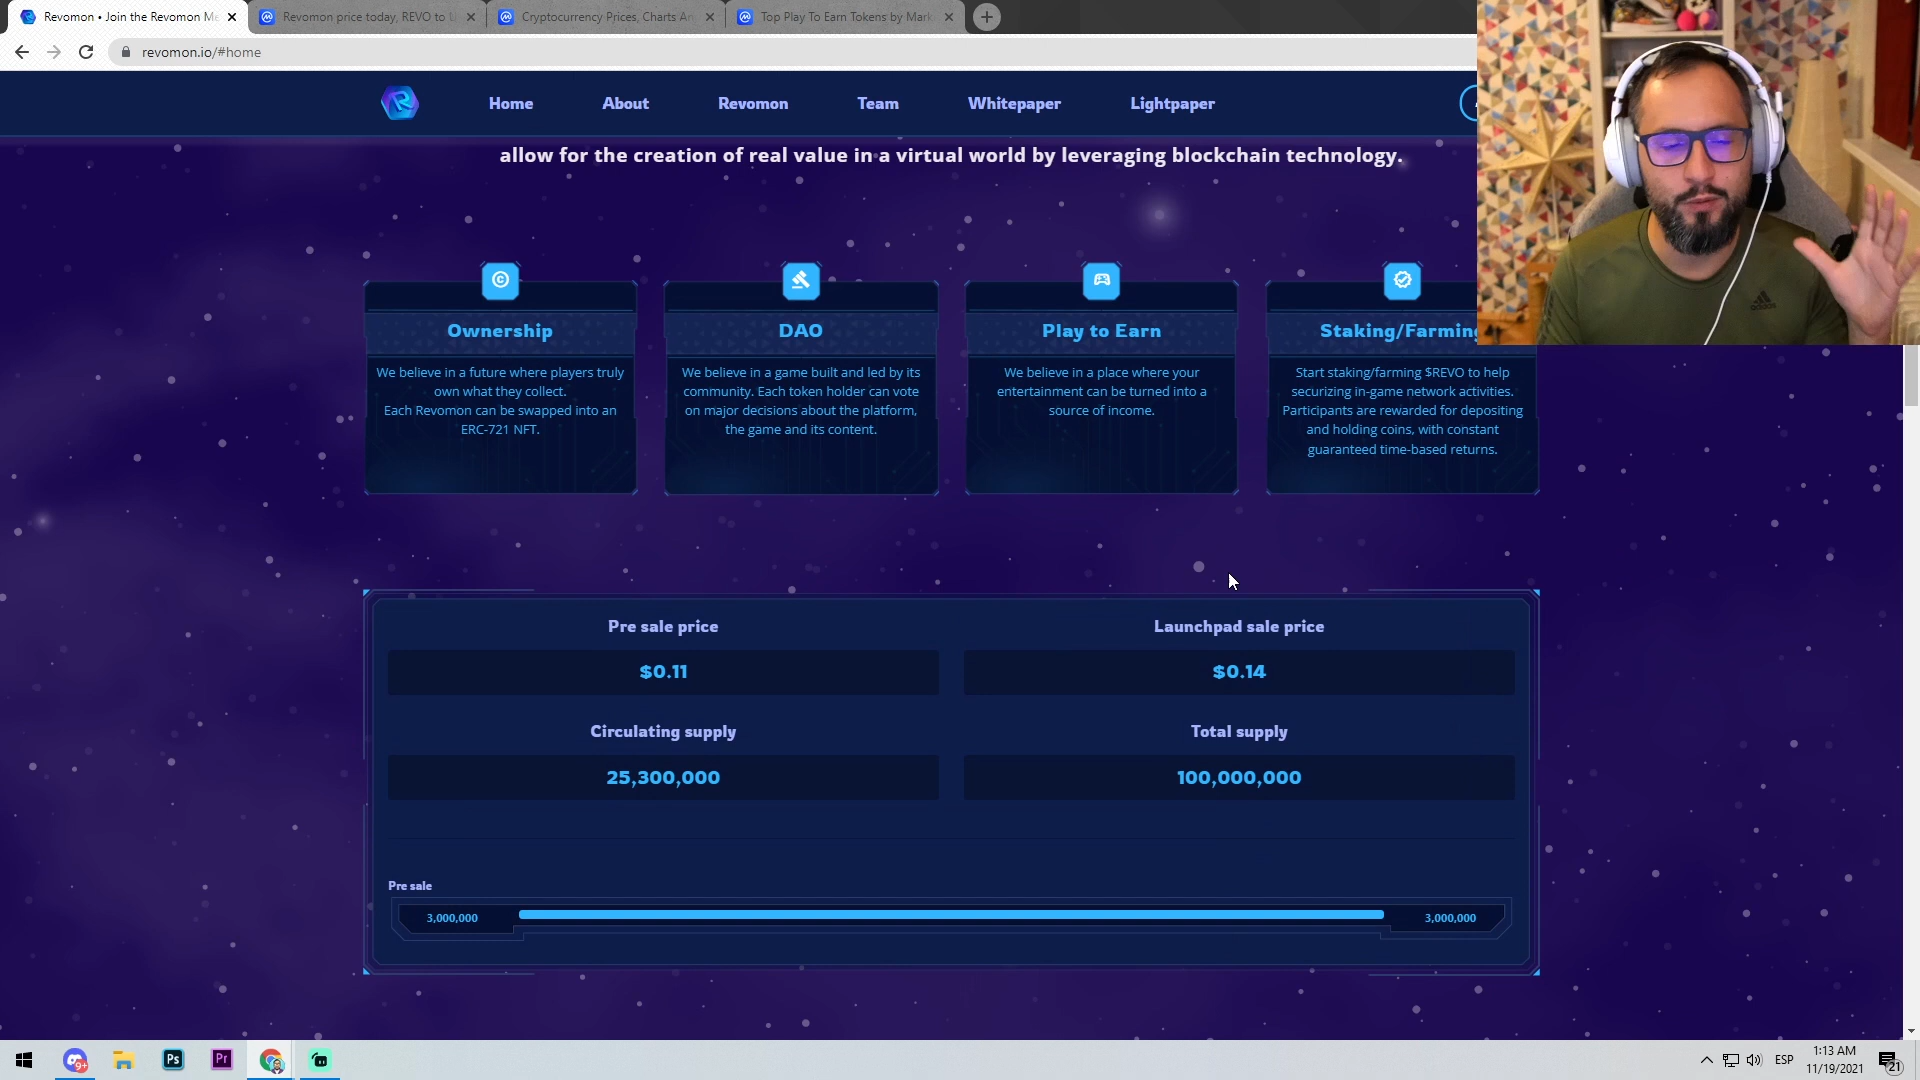 Revomon • Join the Revomon Me
Revomon price today, REVO to U
Cryptocurrency Prices, Charts An
Top Play To Earn Tokens by Mark
revomon.io/#home
Home
About
Revomon
Team
Whitepaper
Lightpaper
allow for the creation of real value in a virtual world by leveraging blockchain technology.
Ownership
We believe in a future where players truly
own what they collect.
Each Revomon can be swapped into an
ERC-721 NFT.
DAO
We believe in a game built and led by its
community. Each token holder can vote
on major decisions about the platform,
the game and its content.
Play to Earn
We believe in a place where your
entertainment can be turned into a
source of income.
Staking/Farming
Start staking/farming $REVO to help
securizing in-game network activities.
Participants are rewarded for depositing
and holding coins, with constant
guaranteed time-based returns.
Pre sale price
$0.11
Launchpad sale price
$0.14
Circulating supply
25,300,000
Total supply
100,000,000
Pre sale
3,000,000
3,000,000
9+
Ps
Pr
ESP
1:13 AM
11/19/2021
21